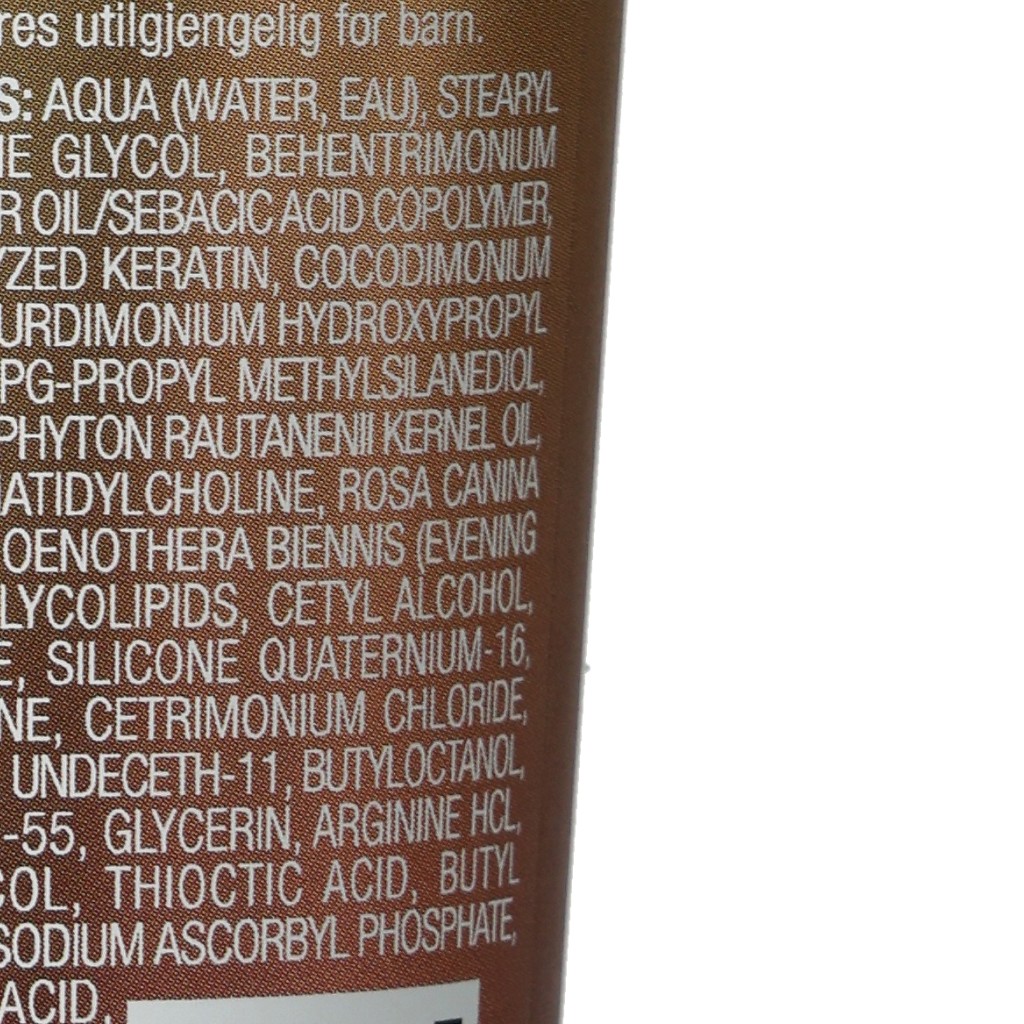 res utilgjengelig for barn.
S: AQUA (WATER, EAU), STEARYL
NE GLYCOL, BEHENTRIMONIUM
R OIL/SEBACIC ACID COPOLYMER,
YZED KERATIN, COCODIMONIUM
URDIMONIUM HYDROXYPROPYL
PG-PROPYL METHYLSILANEDIOL,
PHYTON RAUTANENII KERNEL OIL,
ATIDYLCHOLINE, ROSA CANINA
OENOTHERA BIENNIS (EVENING
LYCOLIPIDS, CETYL ALCOHOL,
E, SILICONE QUATERNIUM-16,
NE, CETRIMONIUM CHLORIDE,
UNDECETH-11, BUTYLOCTANOL,
-55, GLYCERIN, ARGININE HCL,
COL, THIOCTIC ACID, BUTYL
SODIUM ASCORBYL PHOSPHATE,
ACID,